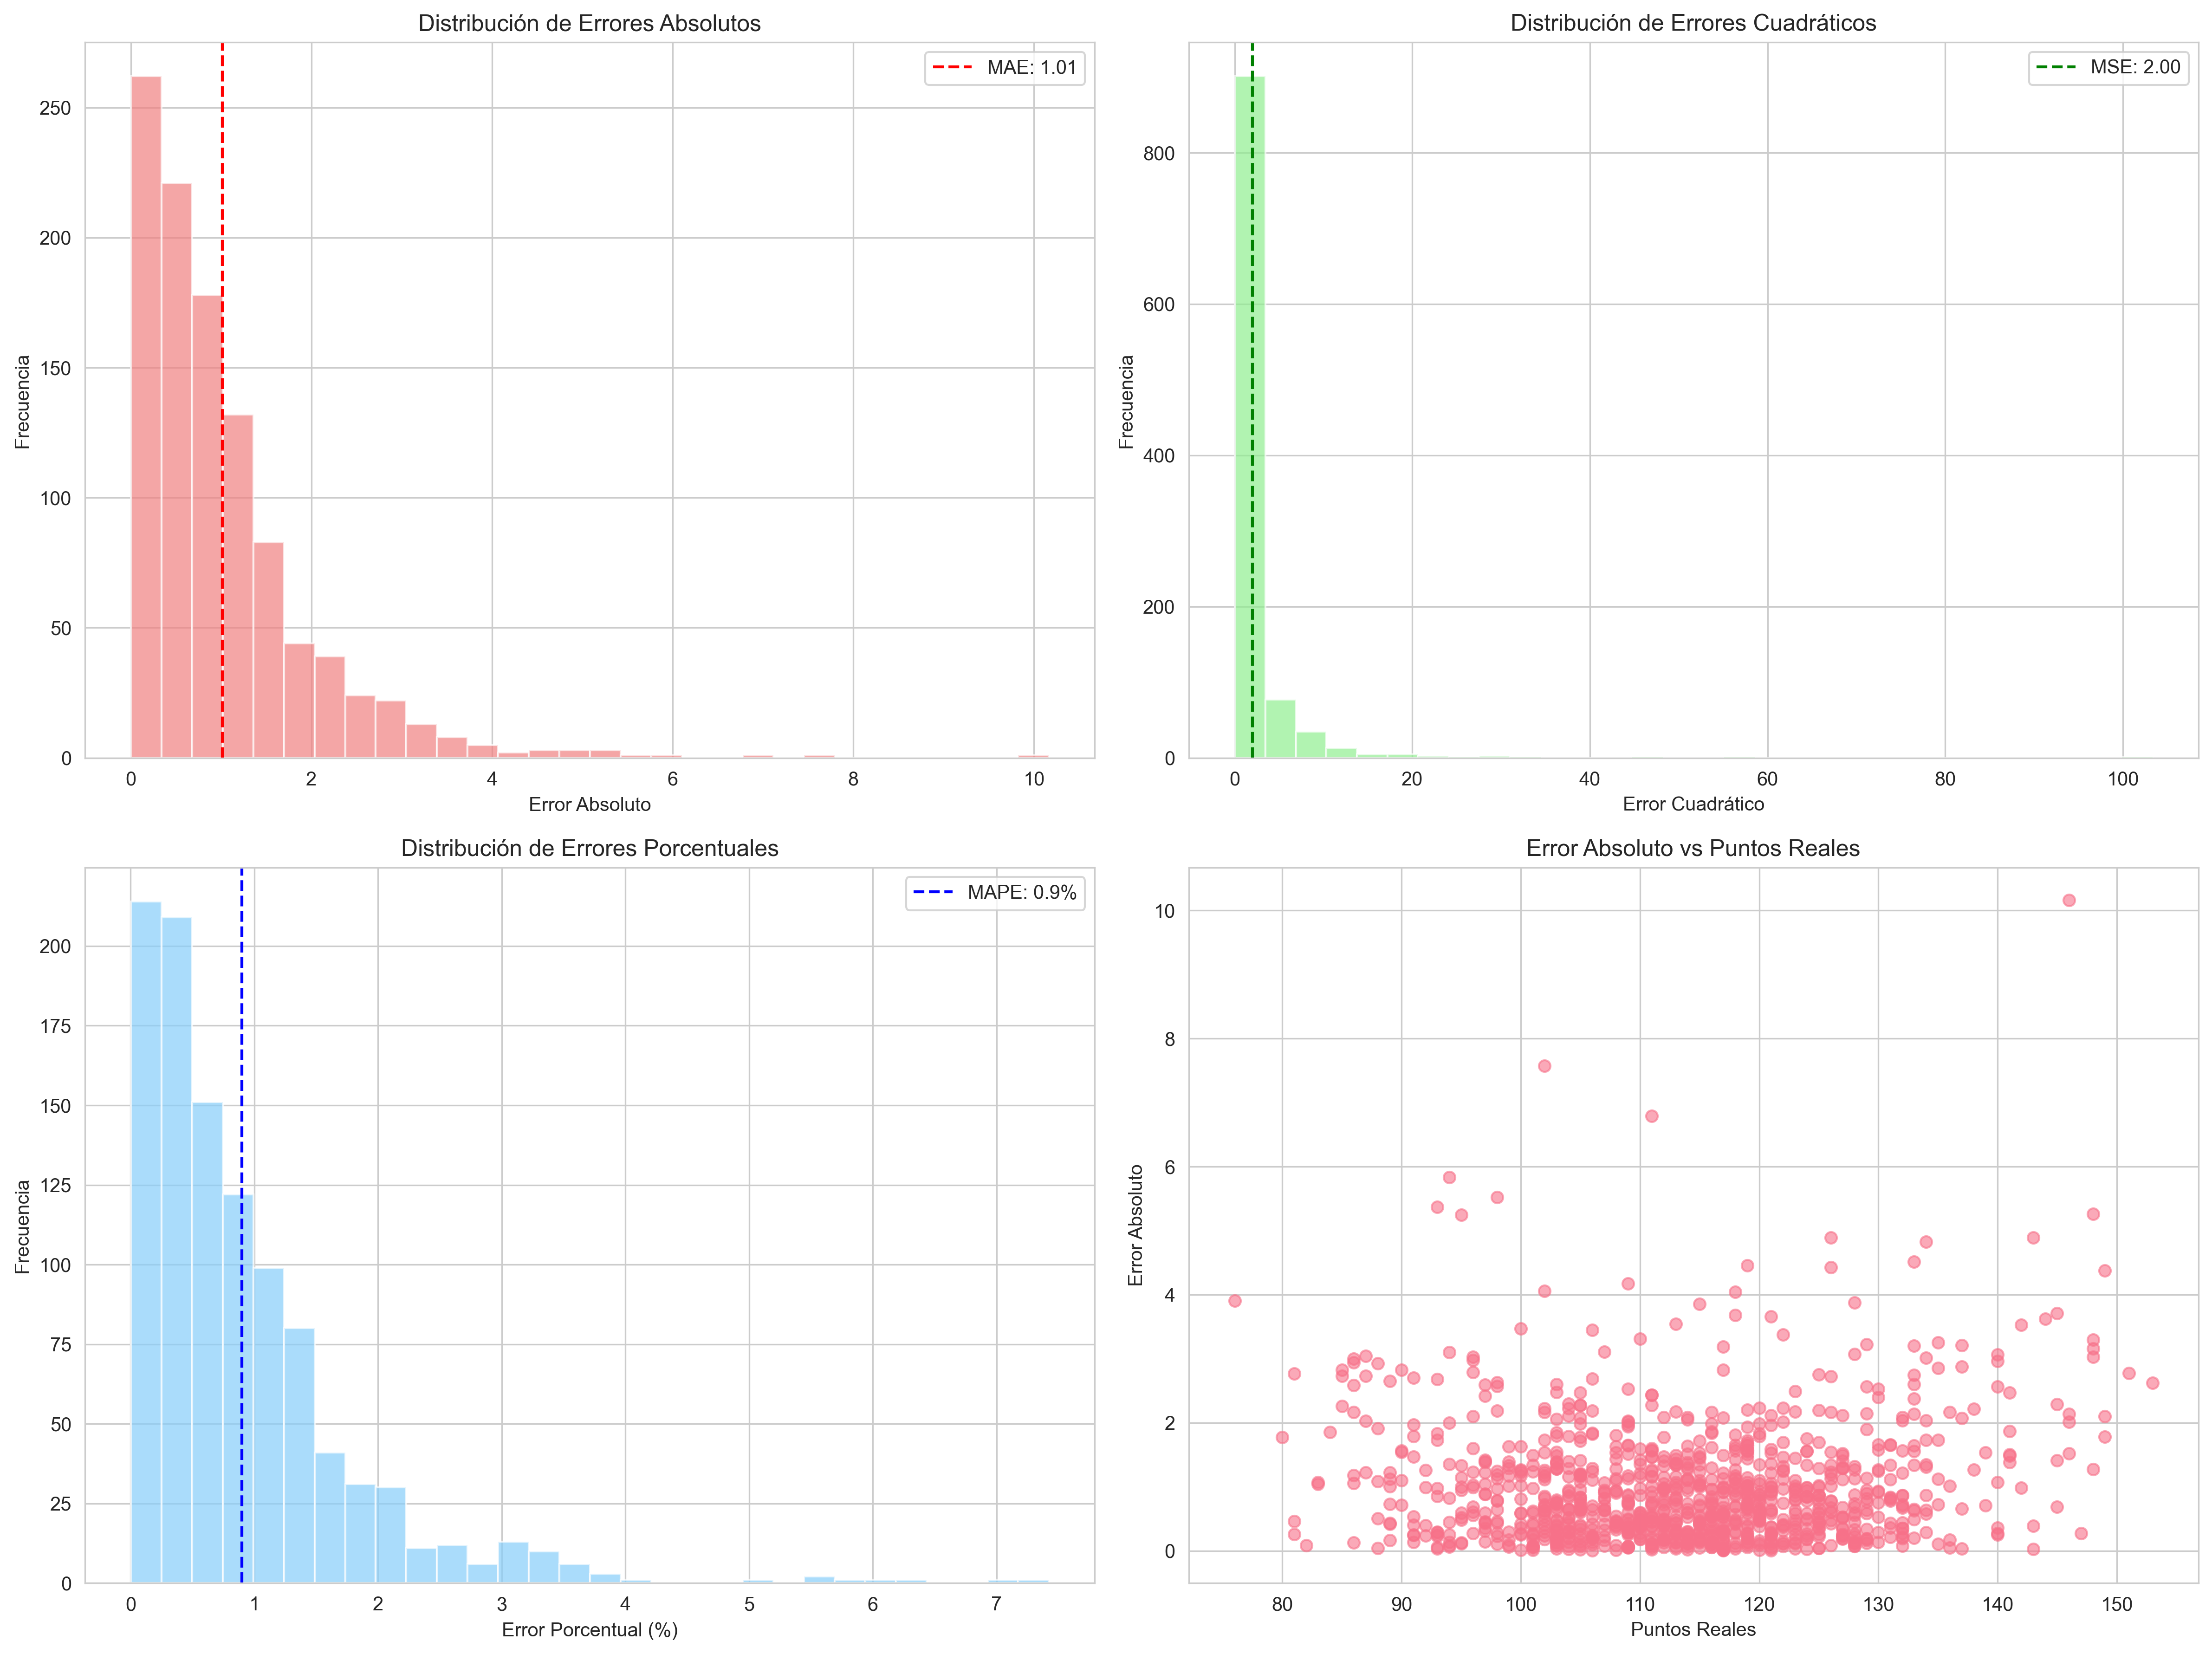 Distribución de Errores Absolutos
MAE: 1.01
Frecuencia
250
200
150
100
50
0
0 2 4 6 8 10
Error Absoluto
Distribución de Errores Cuadráticos
MSE: 2.00
Frecuencia
800
600
400
200
0
0 20 40 60 80 100
Error Cuadrático
Distribución de Errores Porcentuales
MAPE: 0.9%
Frecuencia
200
175
150
125
100
75
50
25
0
0 1 2 3 4 5 6 7
Error Porcentual (%)
Error Absoluto vs Puntos Reales
Error Absoluto
10
8
6
4
2
0
80 90 100 110 120 130 140 150
Puntos Reales